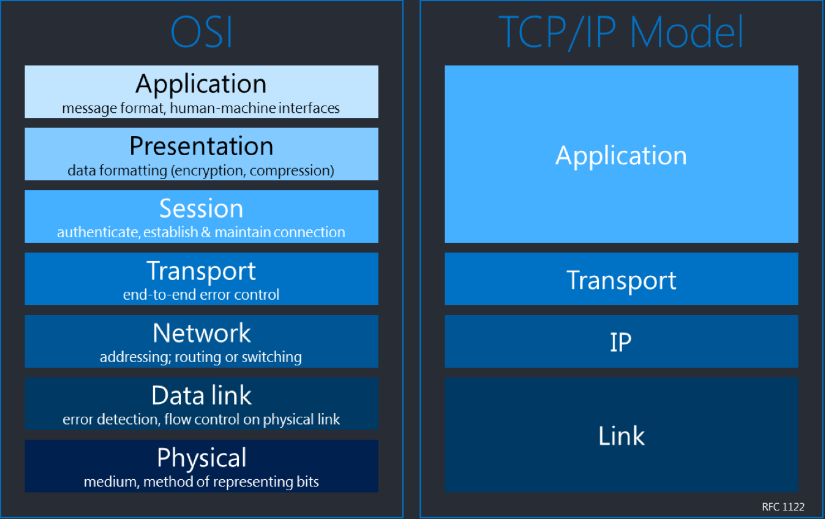 OSI
Application
message format, human-machine interfaces
Presentation
data formatting (encryption, compression)
Session
authenticate, establish & maintain connection
Transport
end-to-end error control
Network
addressing; routing or switching
Data link
error detection, flow control on physical link
Physical
medium, method of representing bits
TCP/IP Model
Application
Transport
IP
Link
RFC 1122